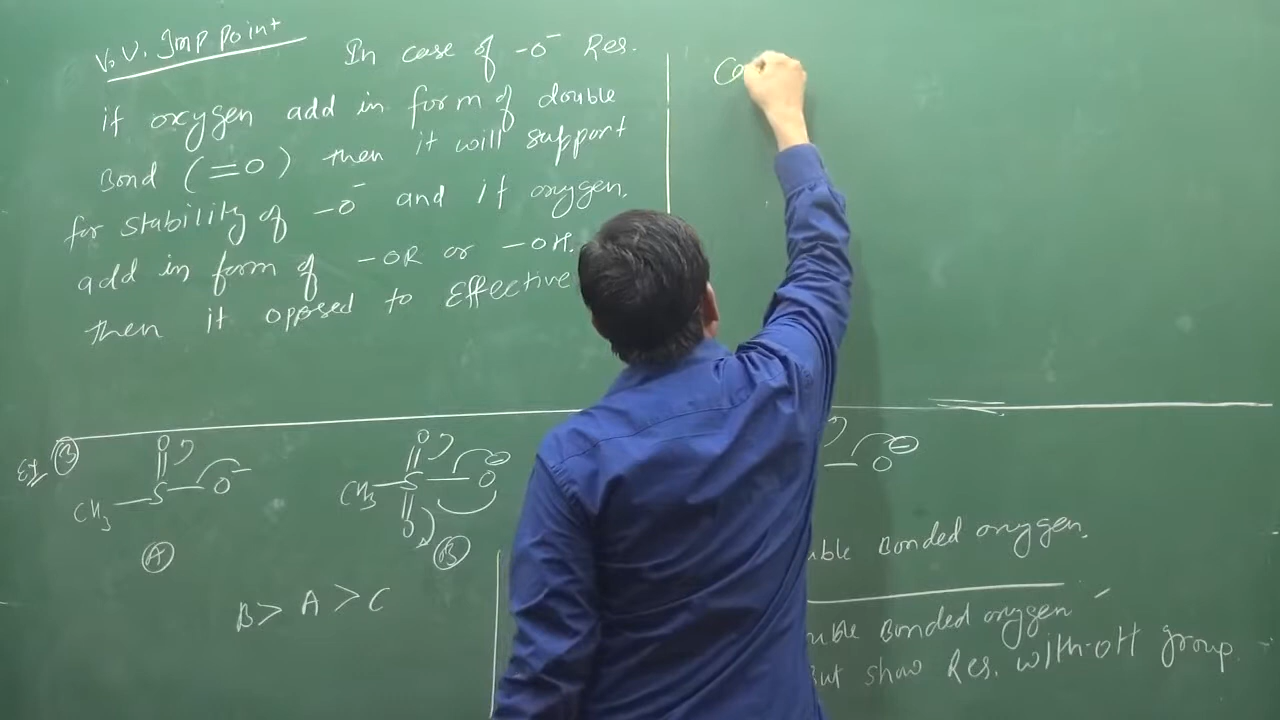 V.V. Imp Point
In case of -O⁻ Res.
if oxygen add in form of double
Bond (=O) then it will support
for stability of -O⁻ and if oxygen.
add in form of -OR or -OH.
then it opposed to Effective
Co
Ex (3)
O
CH3 S O⁻
(A)
O ⊖
CH3 S O
O
(B)
⊖
O
B > A > C
Bonded oxygen.
Bonded oxygen
But show Res. with -OH group.